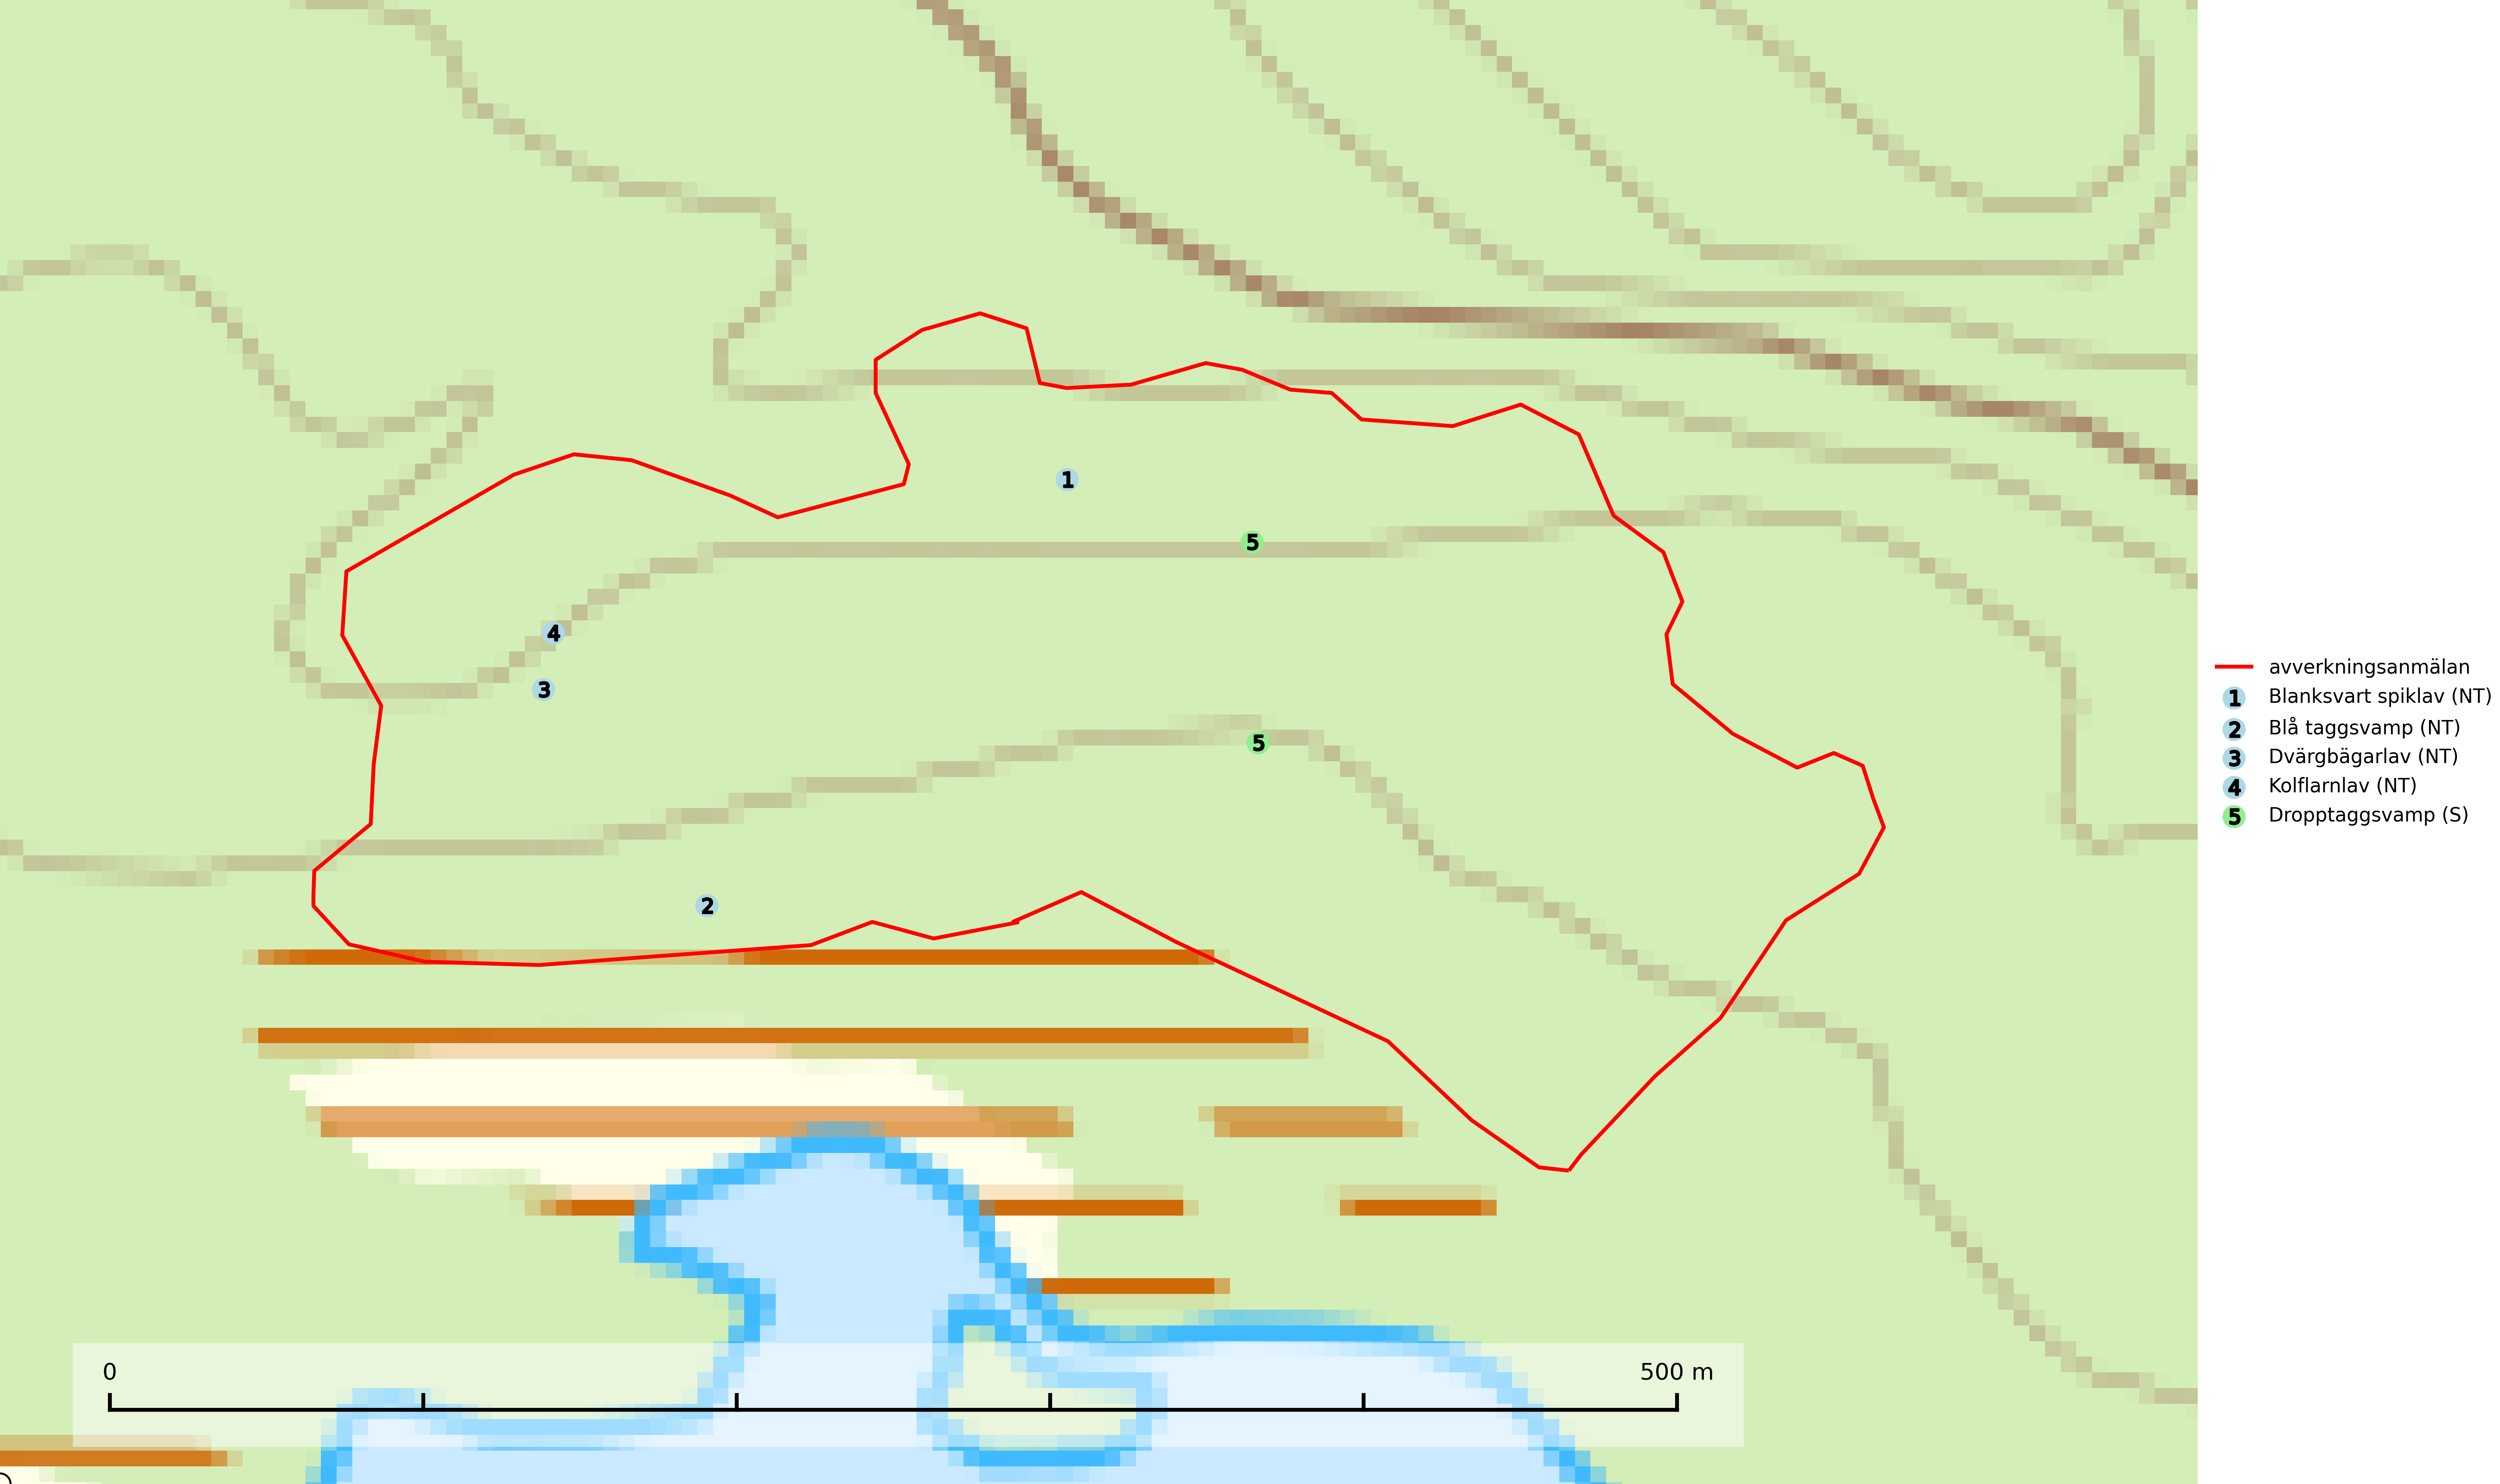 1
5
4
3
5
2
0
500 m
avverkningsanmälan
1 Blanksvart spiklav (NT)
2 Blå taggsvamp (NT)
3 Dvärgbägarlav (NT)
4 Kolflarnlav (NT)
5 Dropptaggsvamp (S)